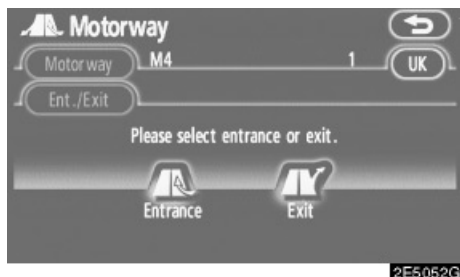 Motorway
Motorway M4 1 UK
Ent./Exit
Please select entrance or exit.
Entrance Exit
2E5052G